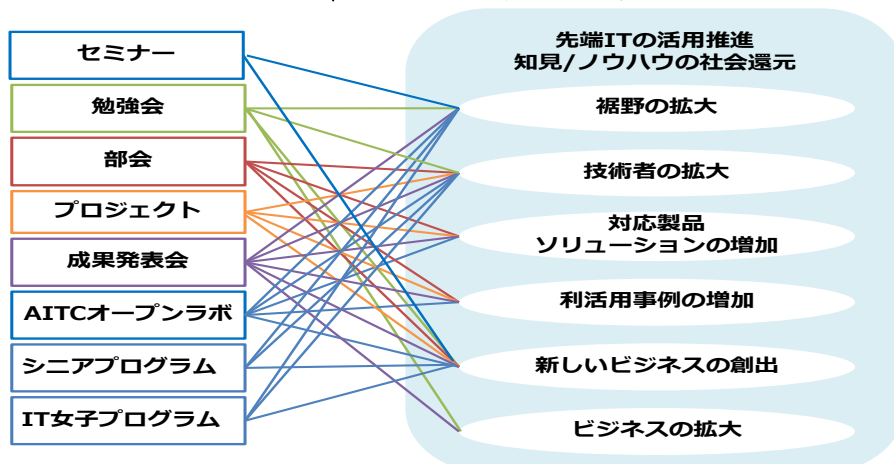 セミナー
勉強会
部会
プロジェクト
成果発表会
AITCオープンラボ
シニアプログラム
IT女子プログラム
先端ITの活用推進
知見/ノウハウの社会還元
裾野の拡大
技術者の拡大
対応製品
ソリューションの増加
利活用事例の増加
新しいビジネスの創出
ビジネスの拡大